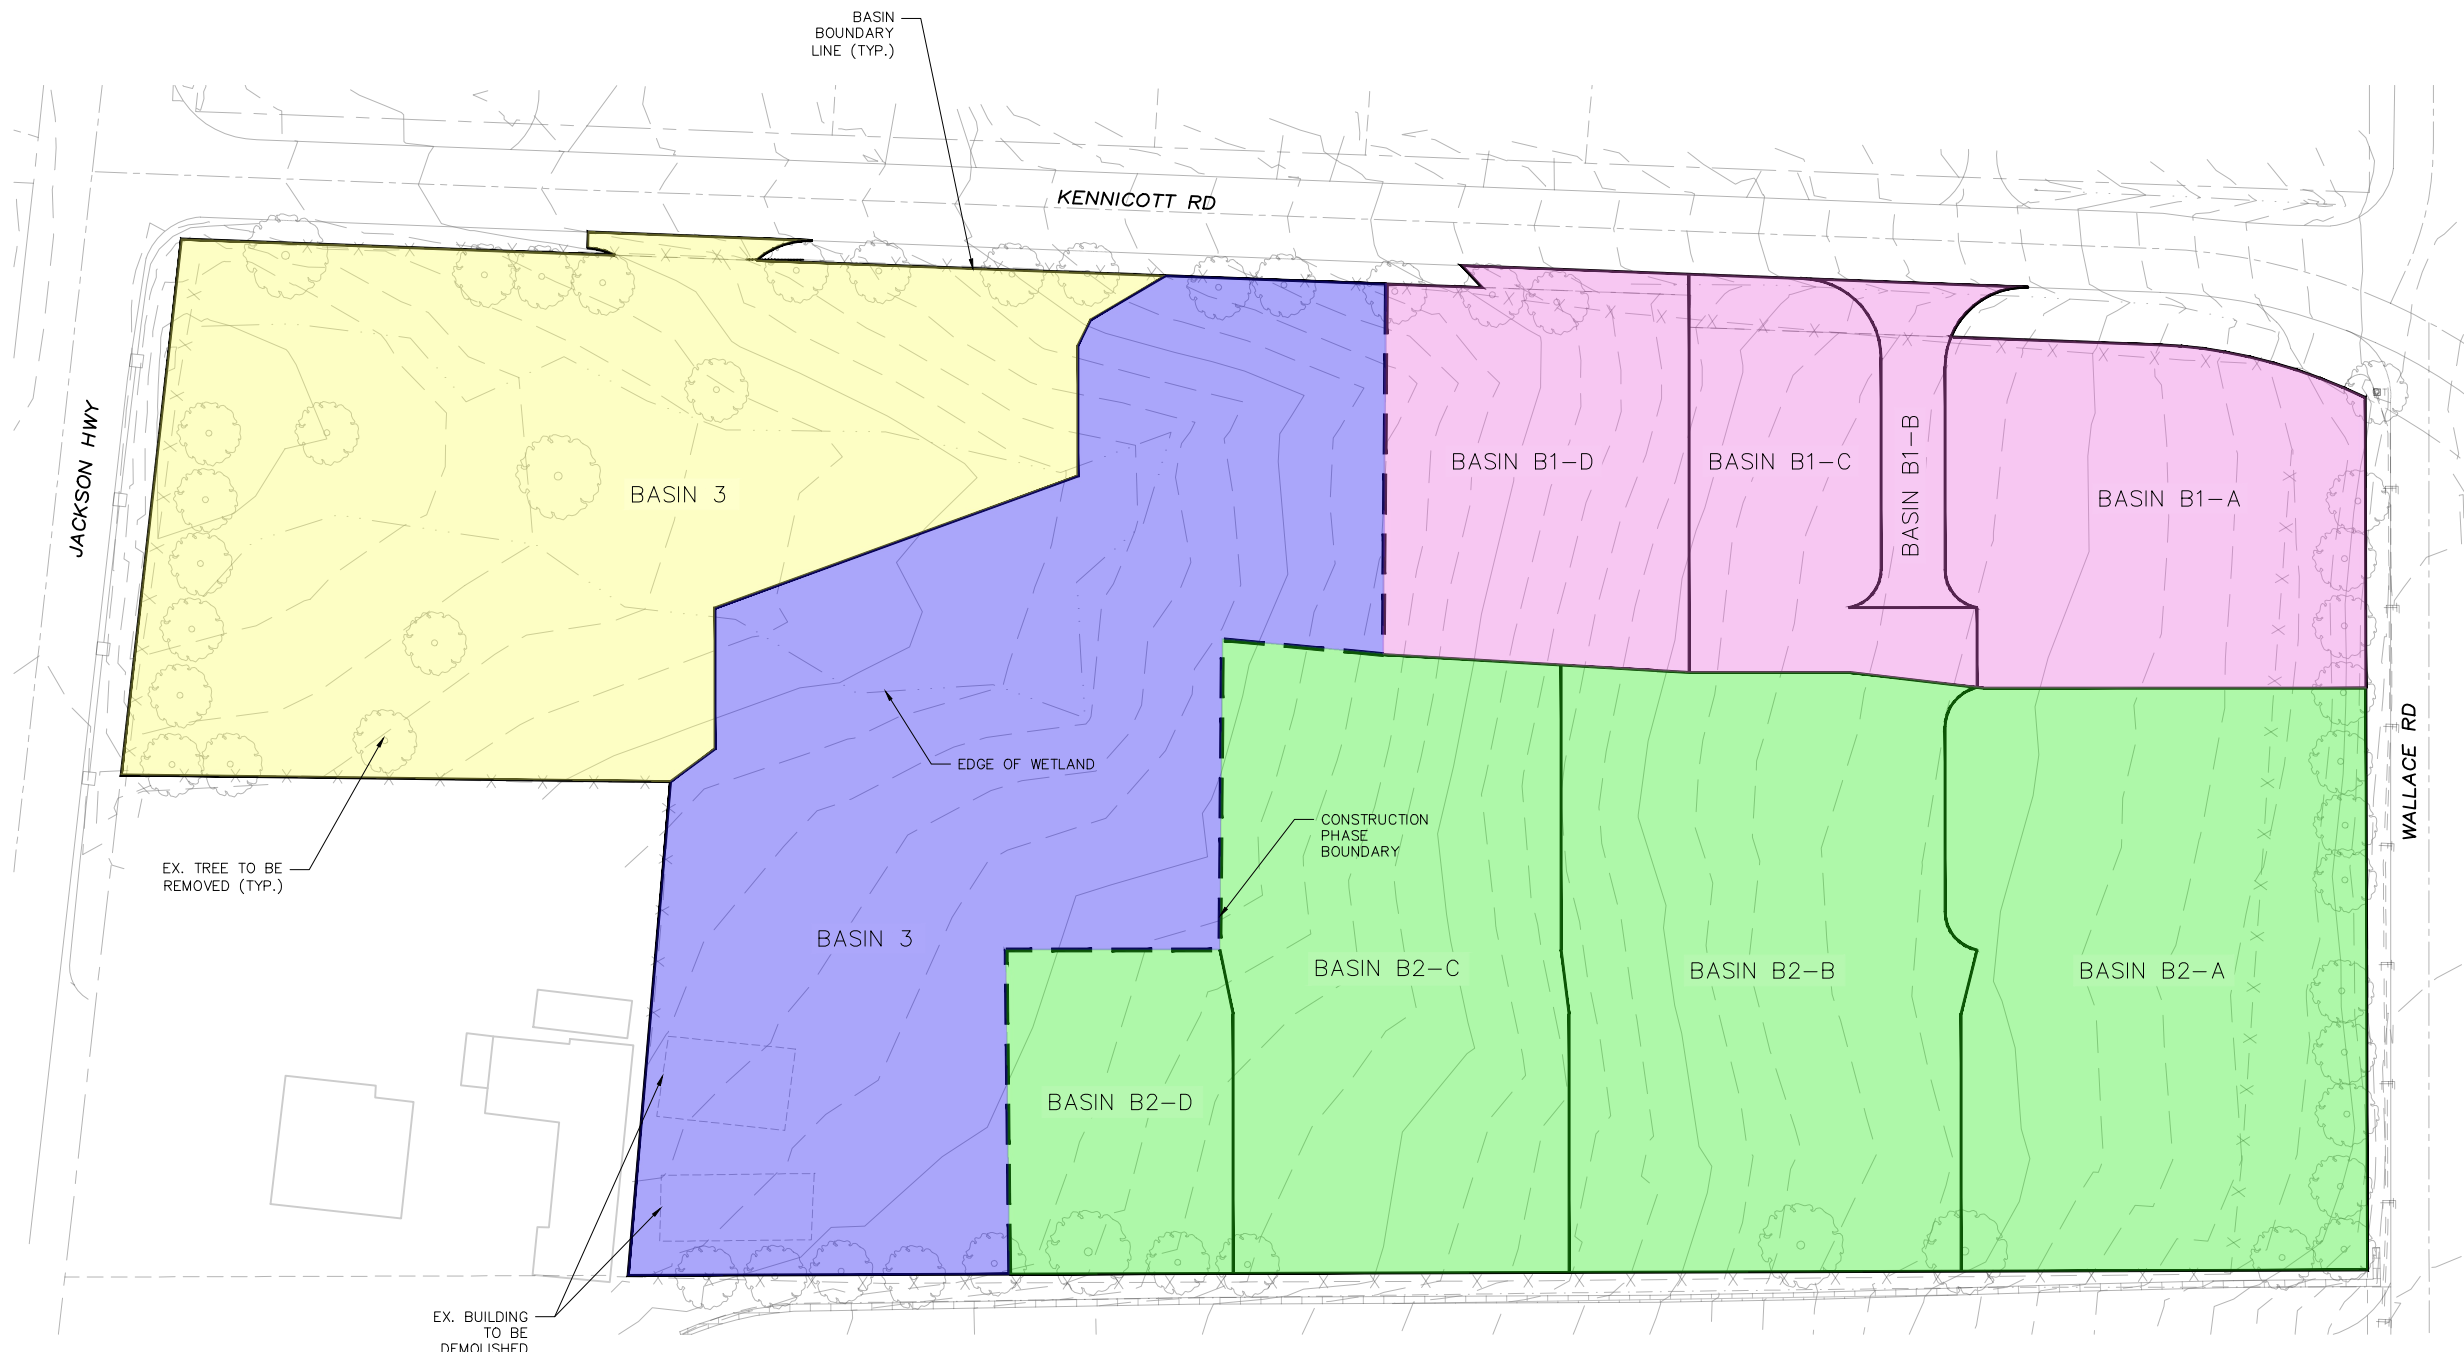 BASIN
BOUNDARY
LINE (TYP.)
KENNICOTT RD
JACKSON HWY
BASIN 3
BASIN B1-D
BASIN B1-C
BASIN B1-B
BASIN B1-A
EDGE OF WETLAND
WALLACE RD
CONSTRUCTION
PHASE
BOUNDARY
EX. TREE TO BE
REMOVED (TYP.)
BASIN 3
BASIN B2-C
BASIN B2-B
BASIN B2-A
BASIN B2-D
EX. BUILDING
TO BE
DEMOLISHED